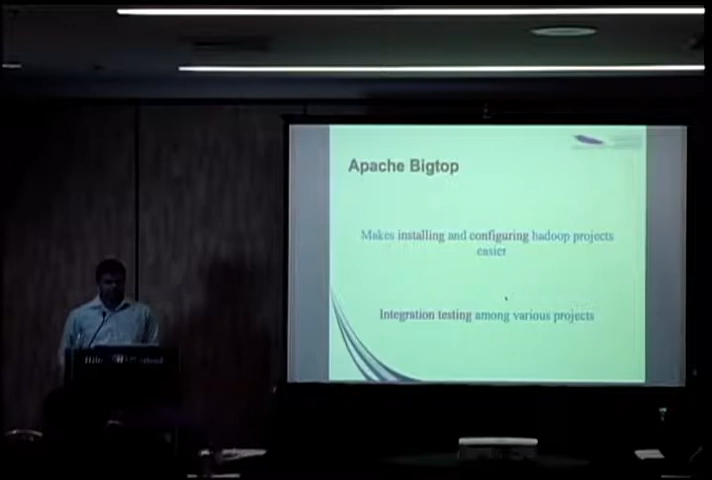 Apache Bigtop
Makes installing and configuring hadoop projects
easier
Integration testing among various projects